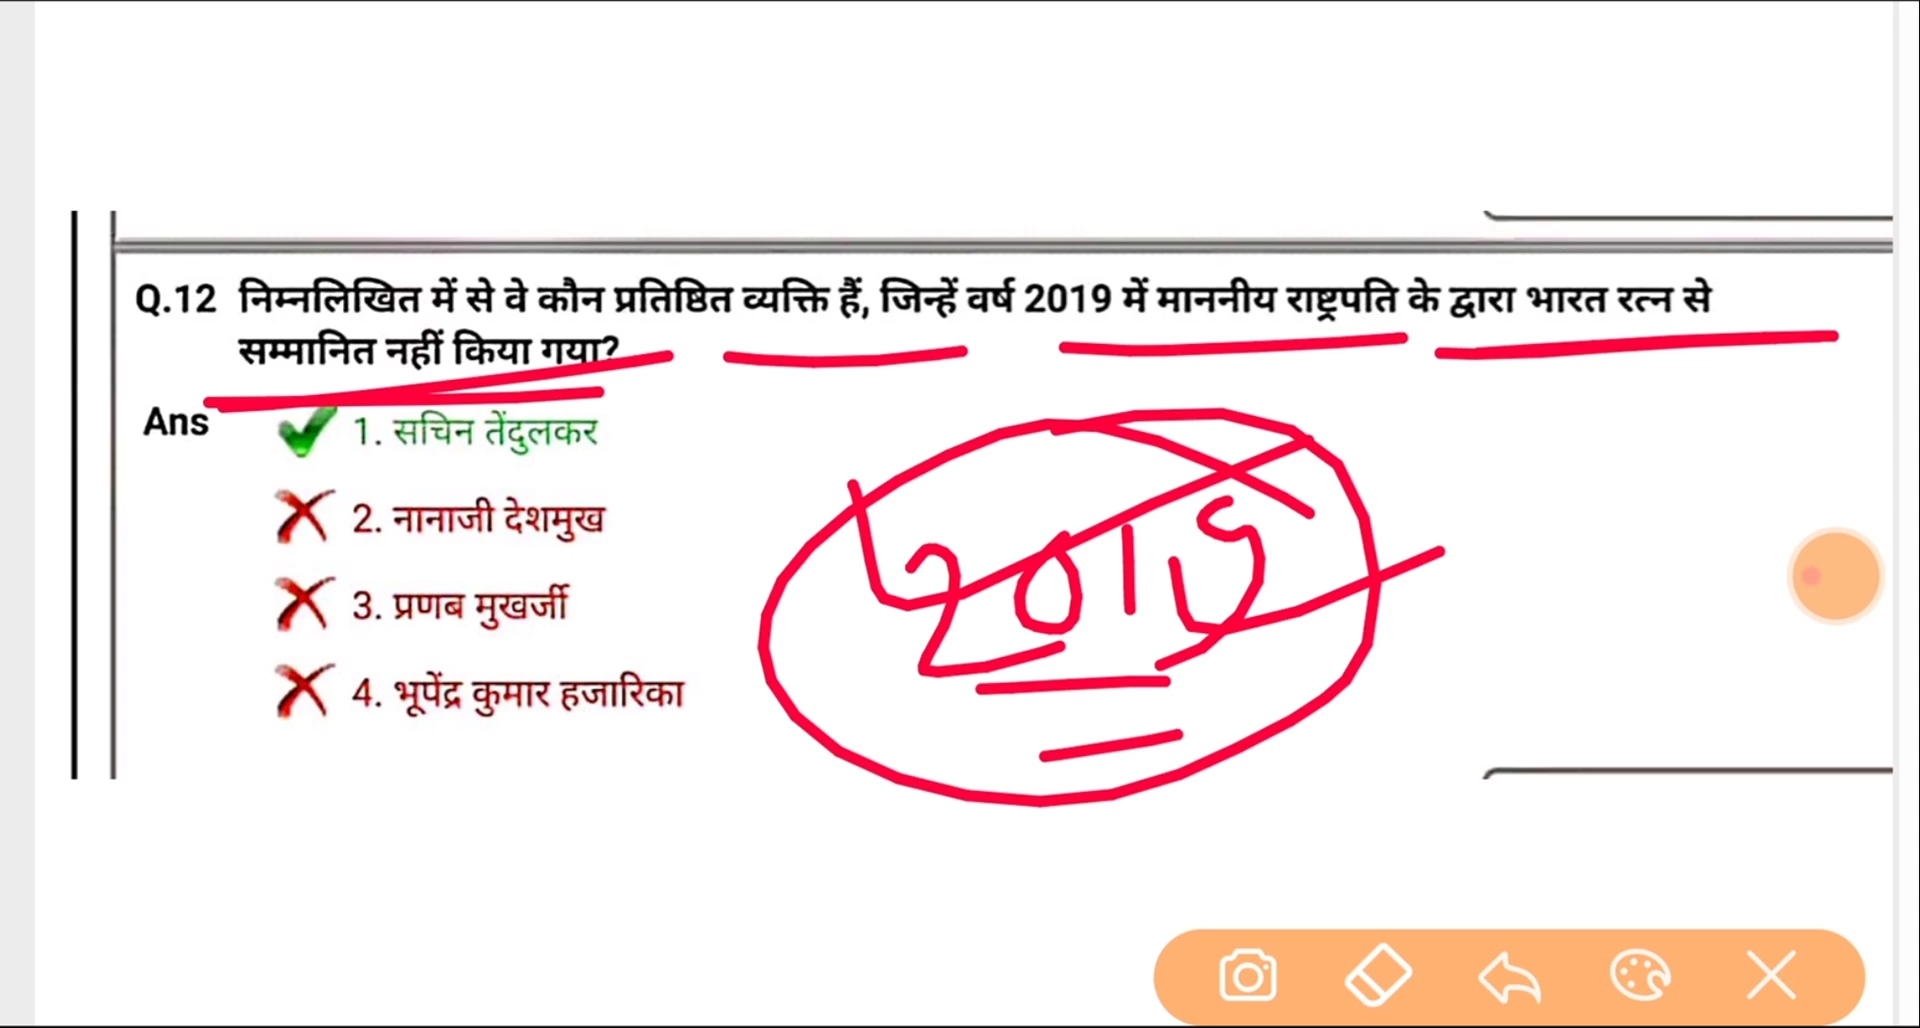 Q.12 निम्नलिखित में से वे कौन प्रतिष्ठित व्यक्ति हैं, जिन्हें वर्ष 2019 में माननीय राष्ट्रपति के द्वारा भारत रत्न से
सम्मानित नहीं किया गया?
Ans 1. सचिन तेंदुलकर
2. नानाजी देशमुख
3. प्रणब मुखर्जी
4. भूपेंद्र कुमार हजारिका
2019